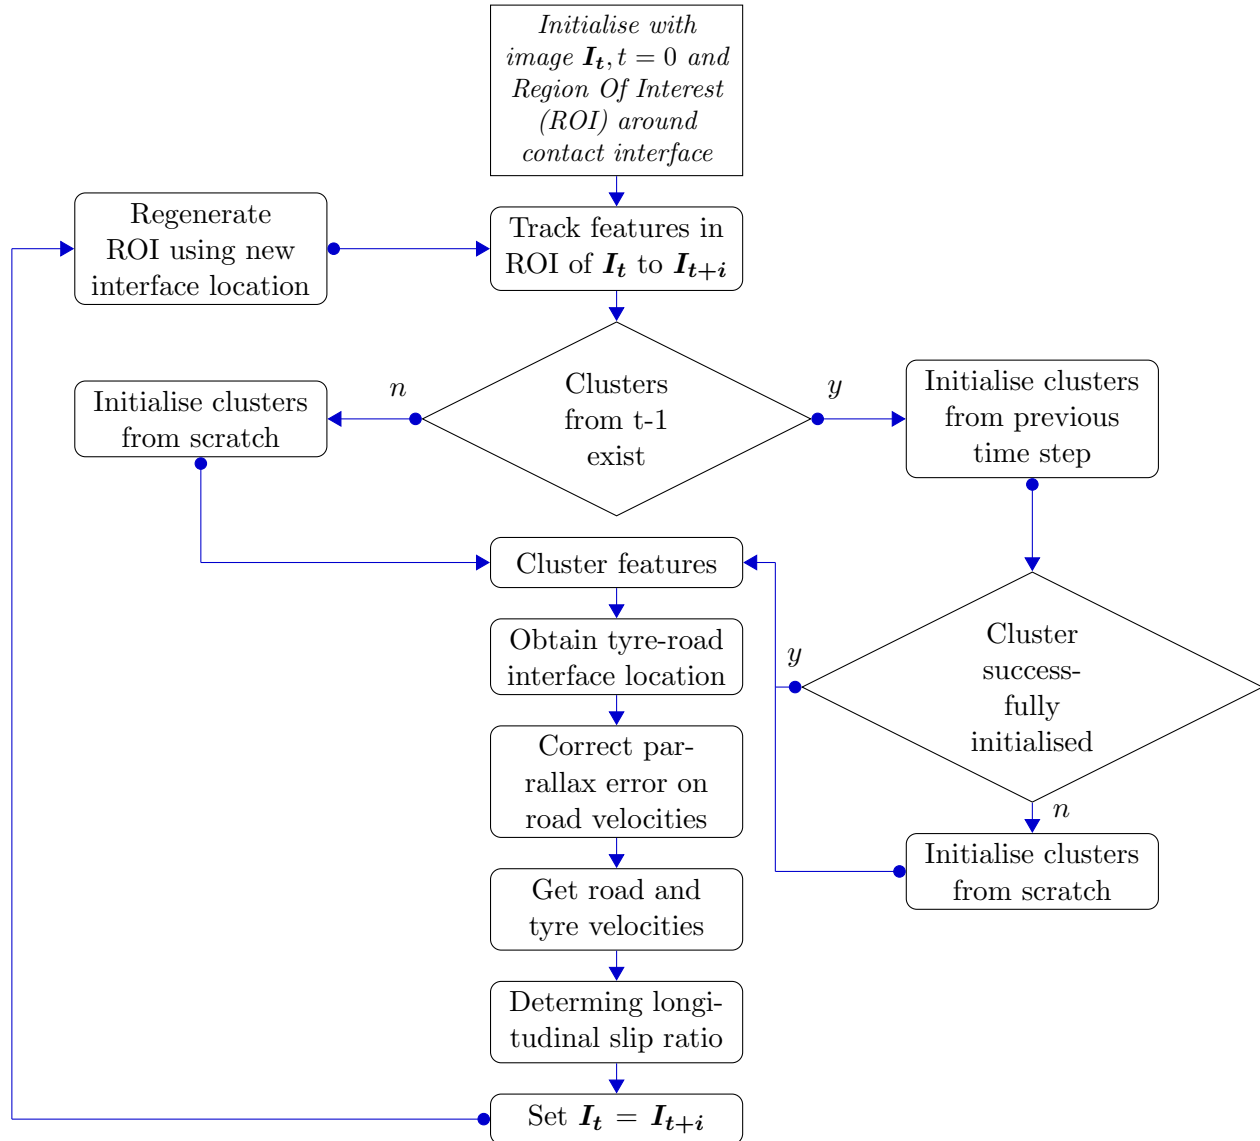 Initialise with
image I_t, t = 0 and
Region Of Interest
(ROI) around
contact interface
Regenerate
ROI using new
interface location
Track features in
ROI of I_t to I_{t+i}
n
Clusters
from t-1
exist
y
Initialise clusters
from scratch
Initialise clusters
from previous
time step
Cluster features
Obtain tyre-road
interface location
y
Cluster
success-
fully
initialised
n
Correct par-
rallax error on
road velocities
Initialise clusters
from scratch
Get road and
tyre velocities
Determing longi-
tudinal slip ratio
Set I_t = I_{t+i}